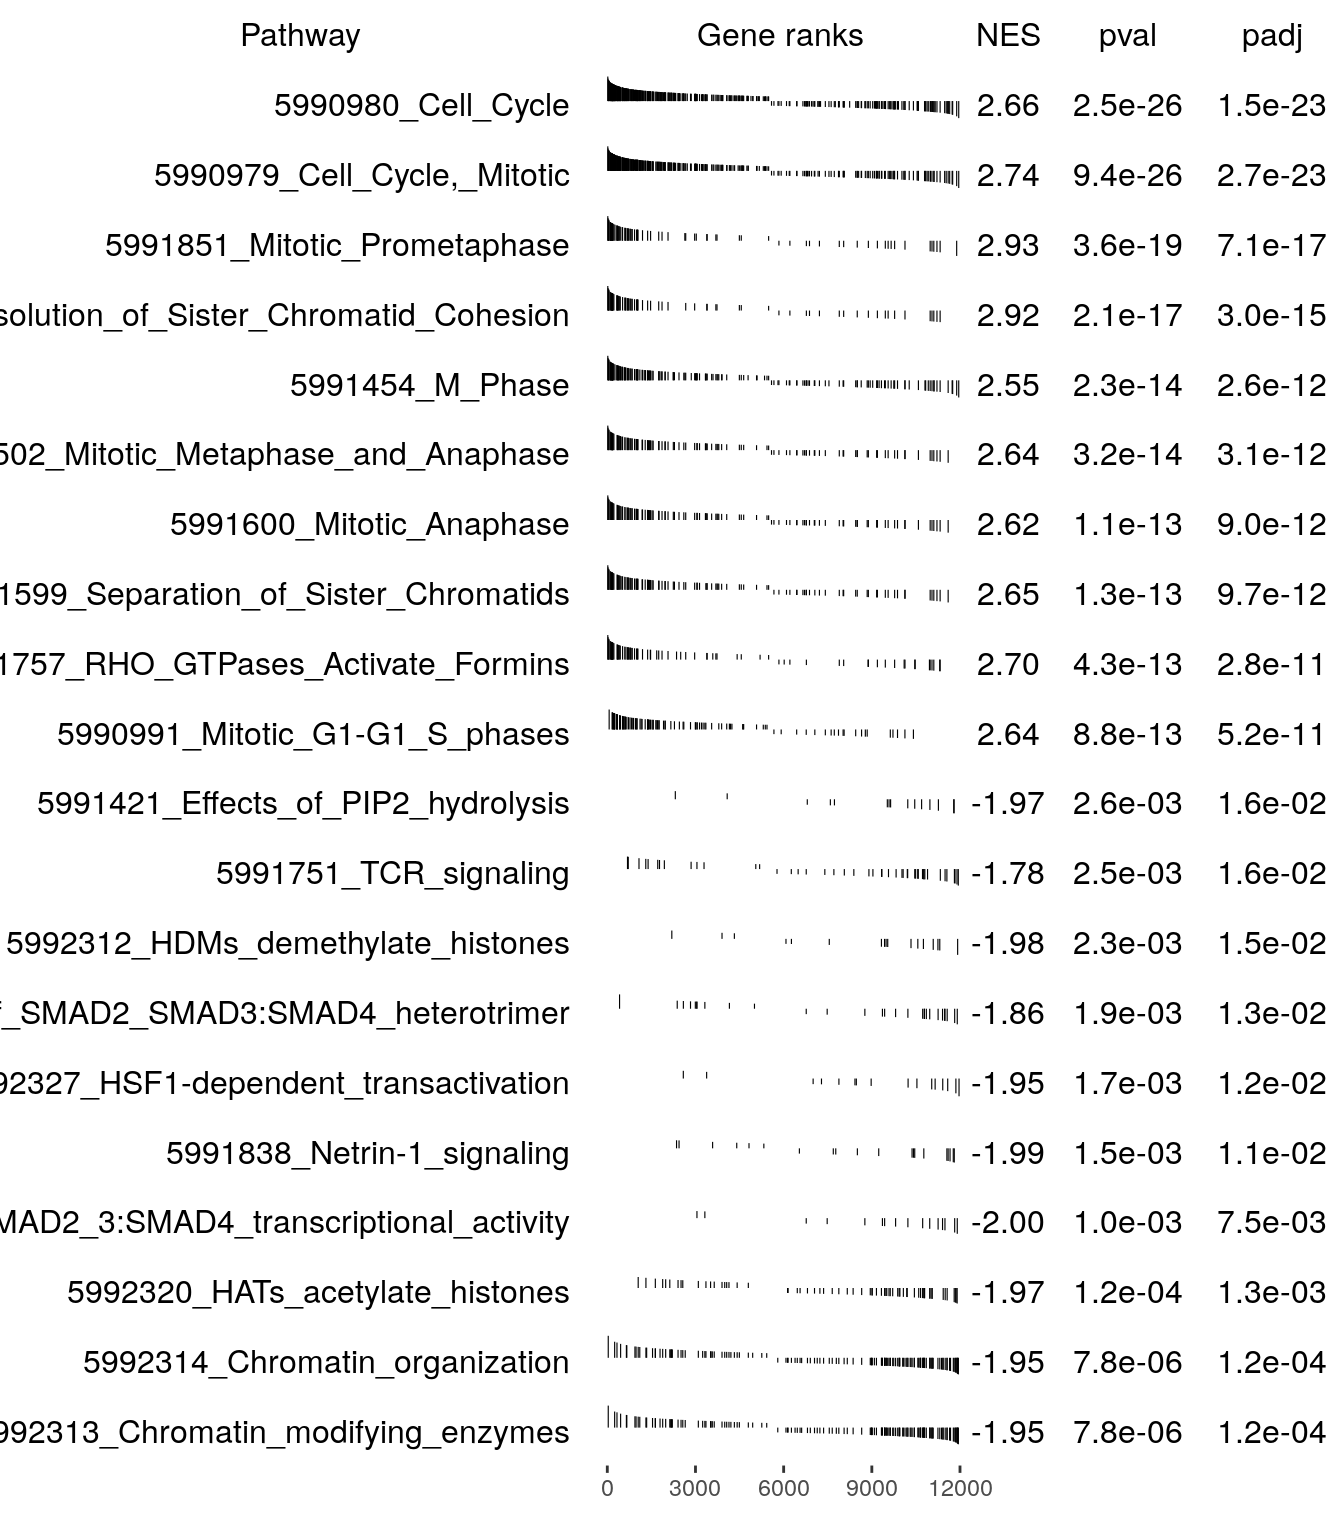 Pathway Gene ranks NES pval padj
5990980_Cell_Cycle 2.66 2.5e-26 1.5e-23
5990979_Cell_Cycle,_Mitotic 2.74 9.4e-26 2.7e-23
5991851_Mitotic_Prometaphase 2.93 3.6e-19 7.1e-17
solution_of_Sister_Chromatid_Cohesion 2.92 2.1e-17 3.0e-15
5991454_M_Phase 2.55 2.3e-14 2.6e-12
502_Mitotic_Metaphase_and_Anaphase 2.64 3.2e-14 3.1e-12
5991600_Mitotic_Anaphase 2.62 1.1e-13 9.0e-12
1599_Separation_of_Sister_Chromatids 2.65 1.3e-13 9.7e-12
1757_RHO_GTPases_Activate_Formins 2.70 4.3e-13 2.8e-11
5990991_Mitotic_G1-G1_S_phases 2.64 8.8e-13 5.2e-11
5991421_Effects_of_PIP2_hydrolysis -1.97 2.6e-03 1.6e-02
5991751_TCR_signaling -1.78 2.5e-03 1.6e-02
5992312_HDMs_demethylate_histones -1.98 2.3e-03 1.5e-02
f_SMAD2_SMAD3:SMAD4_heterotrimer -1.86 1.9e-03 1.3e-02
92327_HSF1-dependent_transactivation -1.95 1.7e-03 1.2e-02
5991838_Netrin-1_signaling -1.99 1.5e-03 1.1e-02
MAD2_3:SMAD4_transcriptional_activity -2.00 1.0e-03 7.5e-03
5992320_HATs_acetylate_histones -1.97 1.2e-04 1.3e-03
5992314_Chromatin_organization -1.95 7.8e-06 1.2e-04
992313_Chromatin_modifying_enzymes -1.95 7.8e-06 1.2e-04
0 3000 6000 9000 12000